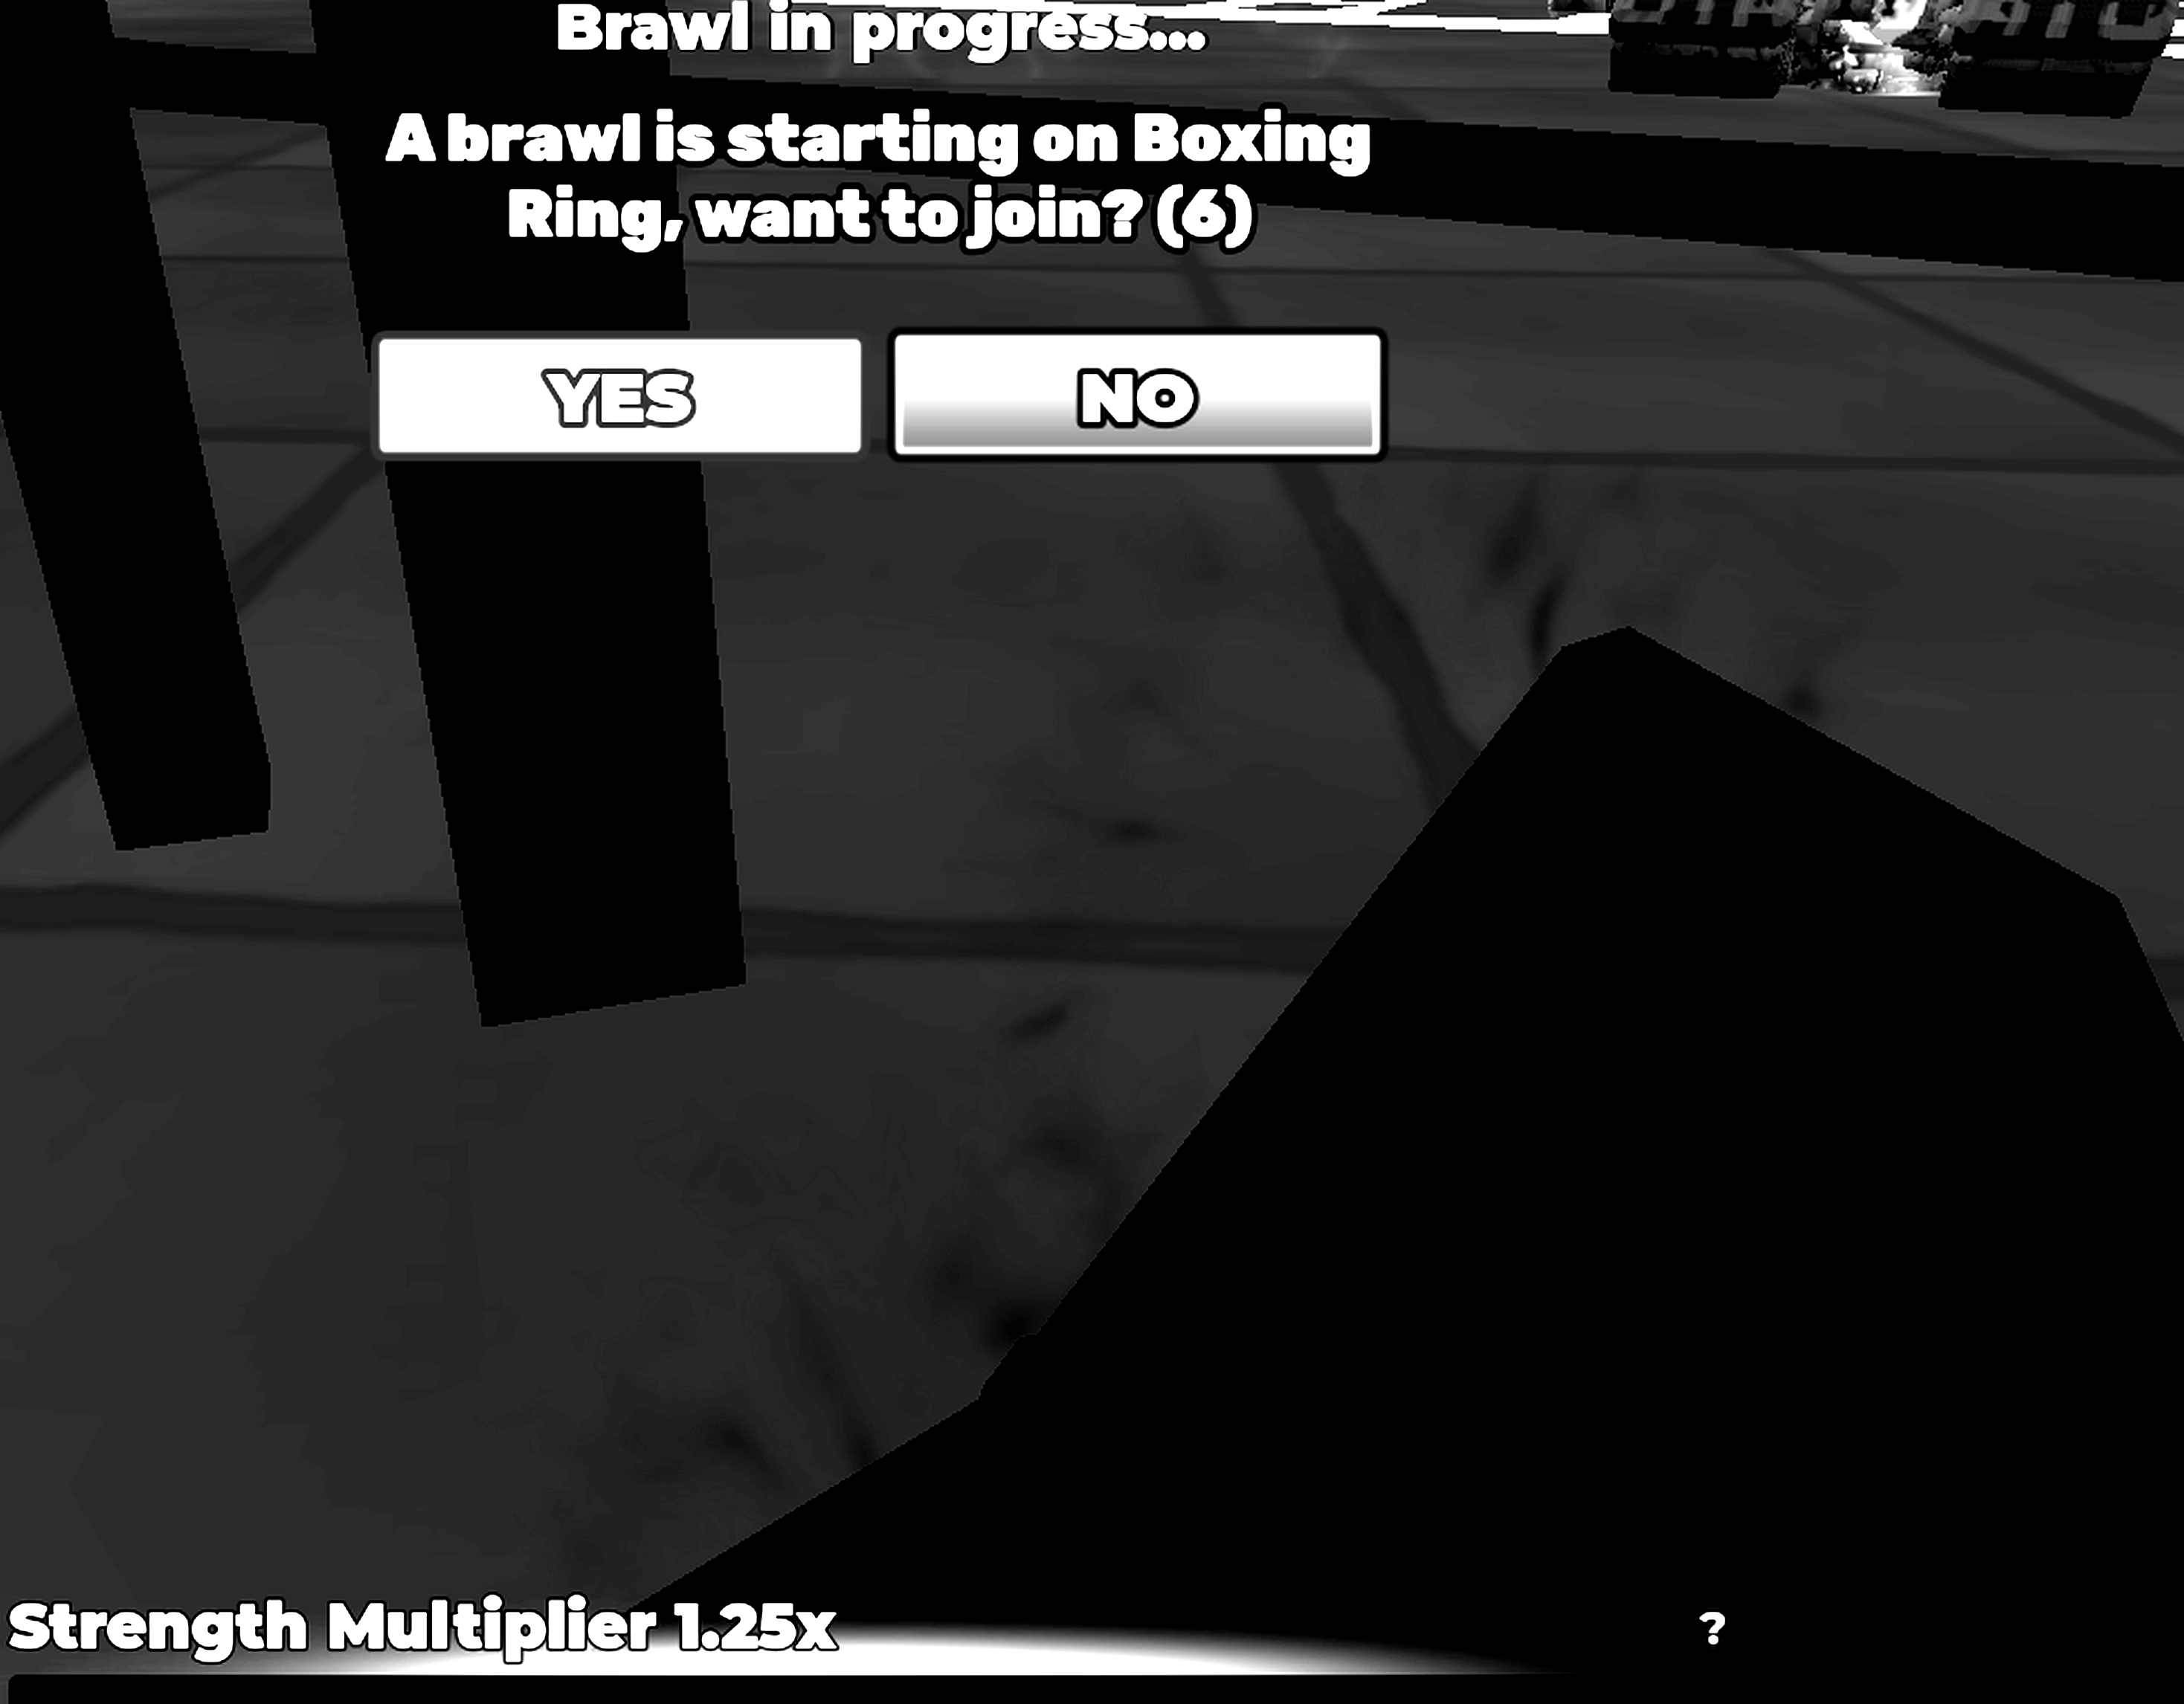 Brawl in progress...
A brawl is starting on Boxing
Ring, want to join? (6)
YES
NO
Strength Multiplier 1.25x
?